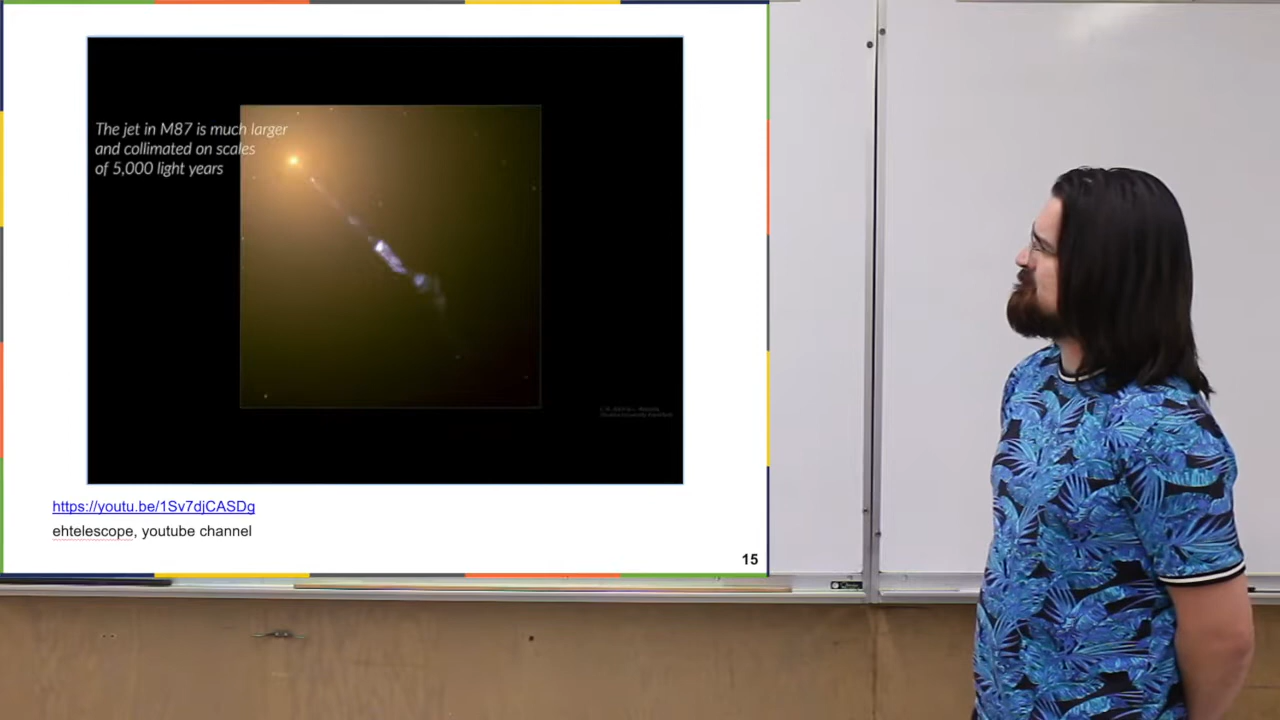 The jet in M87 is much larger
and collimated on scales
of 5,000 light years
https://youtu.be/1Sv7djCASDg
ehtelescope, youtube channel
15